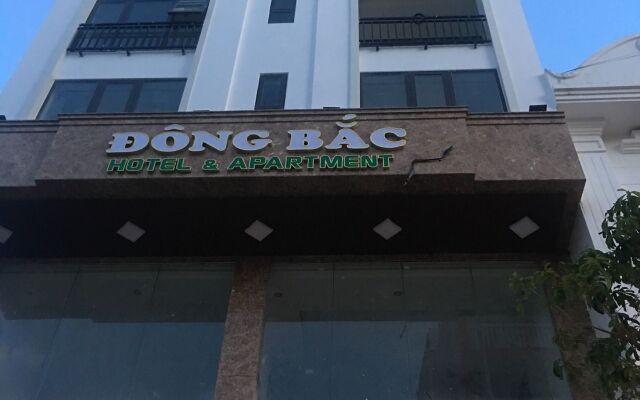 ĐÔNG BẮC
HOTEL & APARTMENT